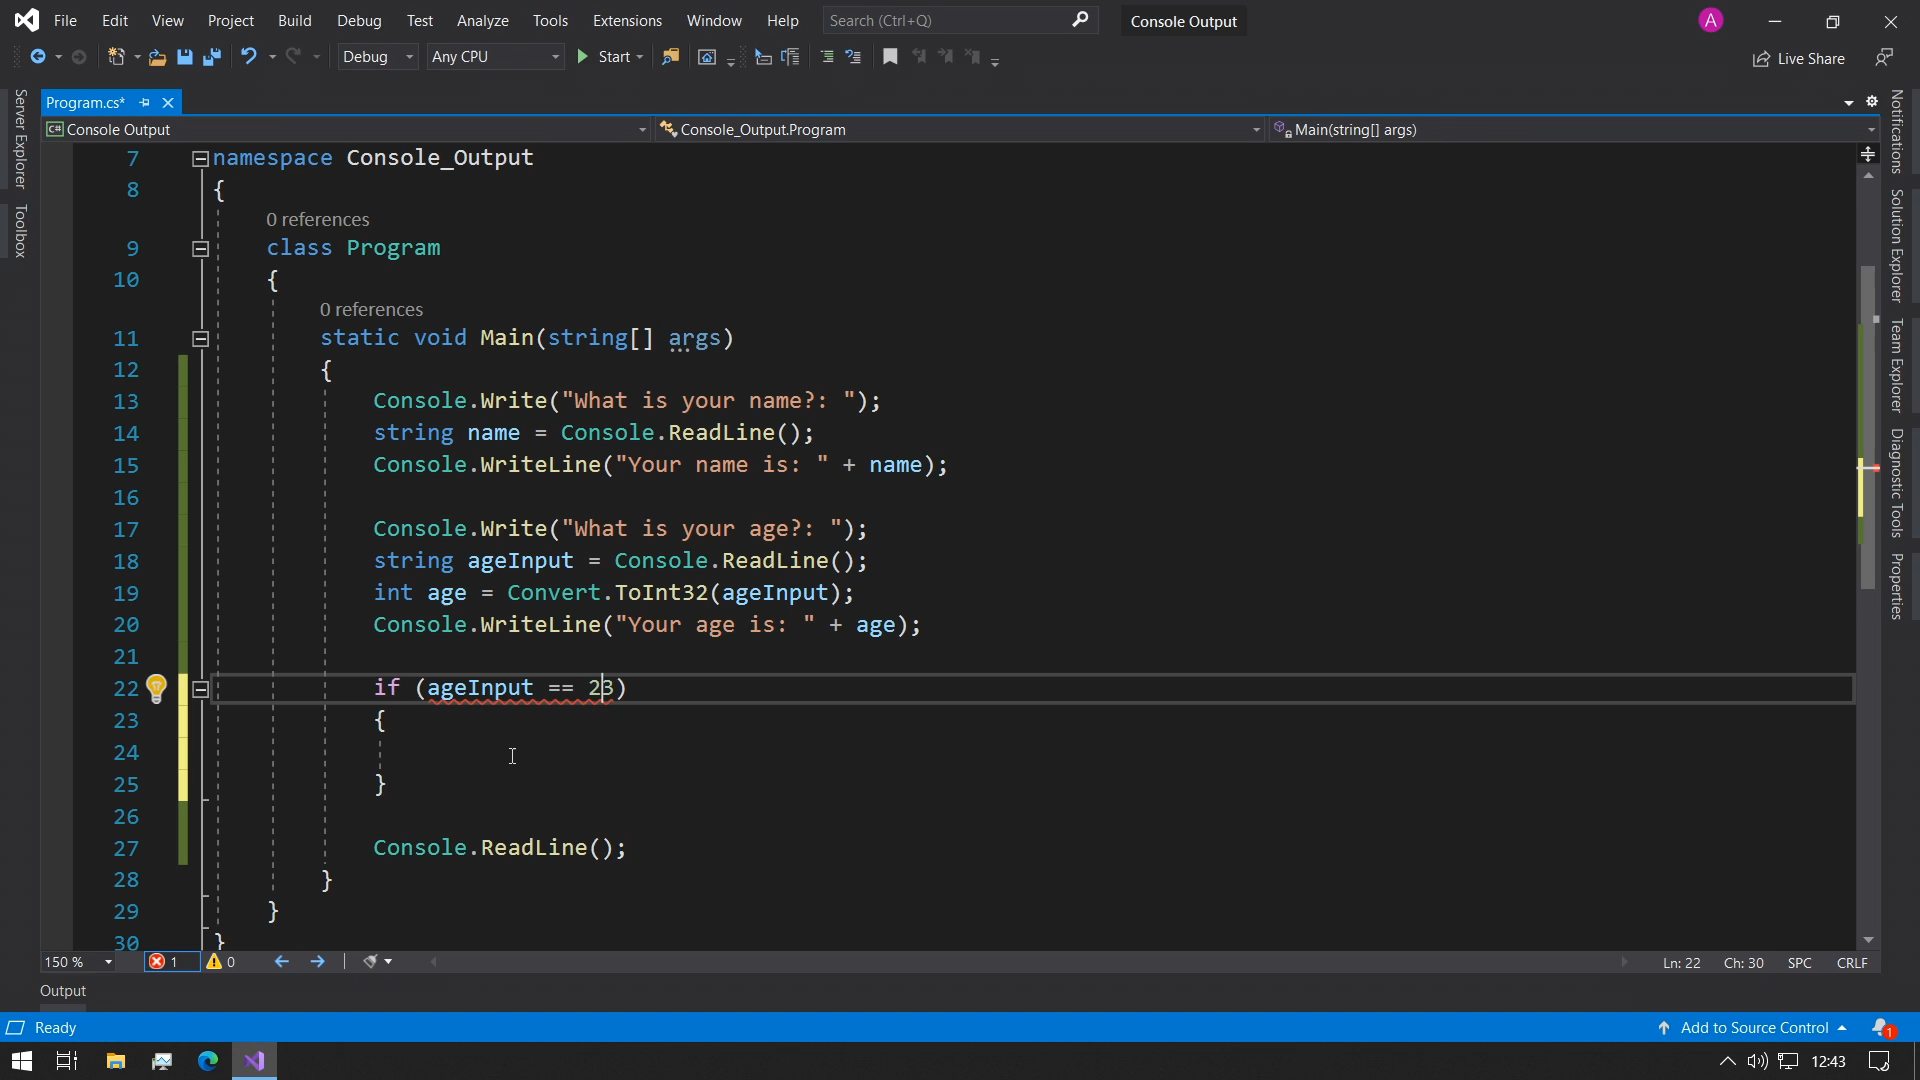 File Edit View Project Build Debug Test Analyze Tools Extensions Window Help Search (Ctrl+Q) Console Output A
Debug Any CPU Start Live Share
Program.cs*
C# Console Output Console_Output.Program Main(string[] args)
Server Explorer
Toolbox
7 namespace Console_Output
8 {
0 references
9 class Program
10 {
0 references
11 static void Main(string[] args)
12 {
13 Console.Write("What is your name?: ");
14 string name = Console.ReadLine();
15 Console.WriteLine("Your name is: " + name);
16
17 Console.Write("What is your age?: ");
18 string ageInput = Console.ReadLine();
19 int age = Convert.ToInt32(ageInput);
20 Console.WriteLine("Your age is: " + age);
21
22 if (ageInput == 23)
23 {
24
25 }
26
27 Console.ReadLine();
28 }
29 }
30 }
Notifications
Solution Explorer
Team Explorer
Diagnostic Tools
Properties
150 % 1 0 Ln: 22 Ch: 30 SPC CRLF
Output
Ready Add to Source Control 1
12:43